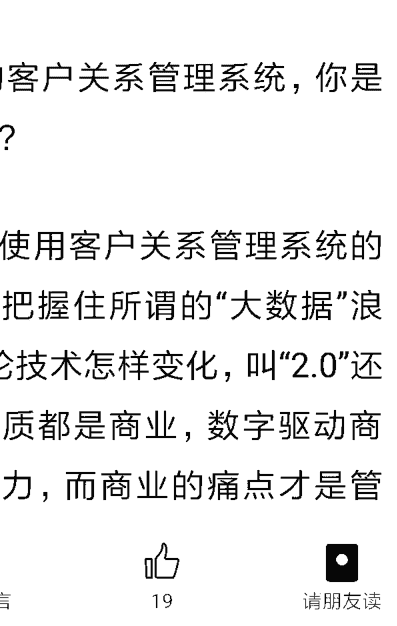 客户关系管理系统，你是
？
使用客户关系管理系统的
把握住所谓的“大数据”浪
技术怎样变化，叫“2.0”还
质都是商业，数字驱动商
力，而商业的痛点才是管
19
言 请朋友读